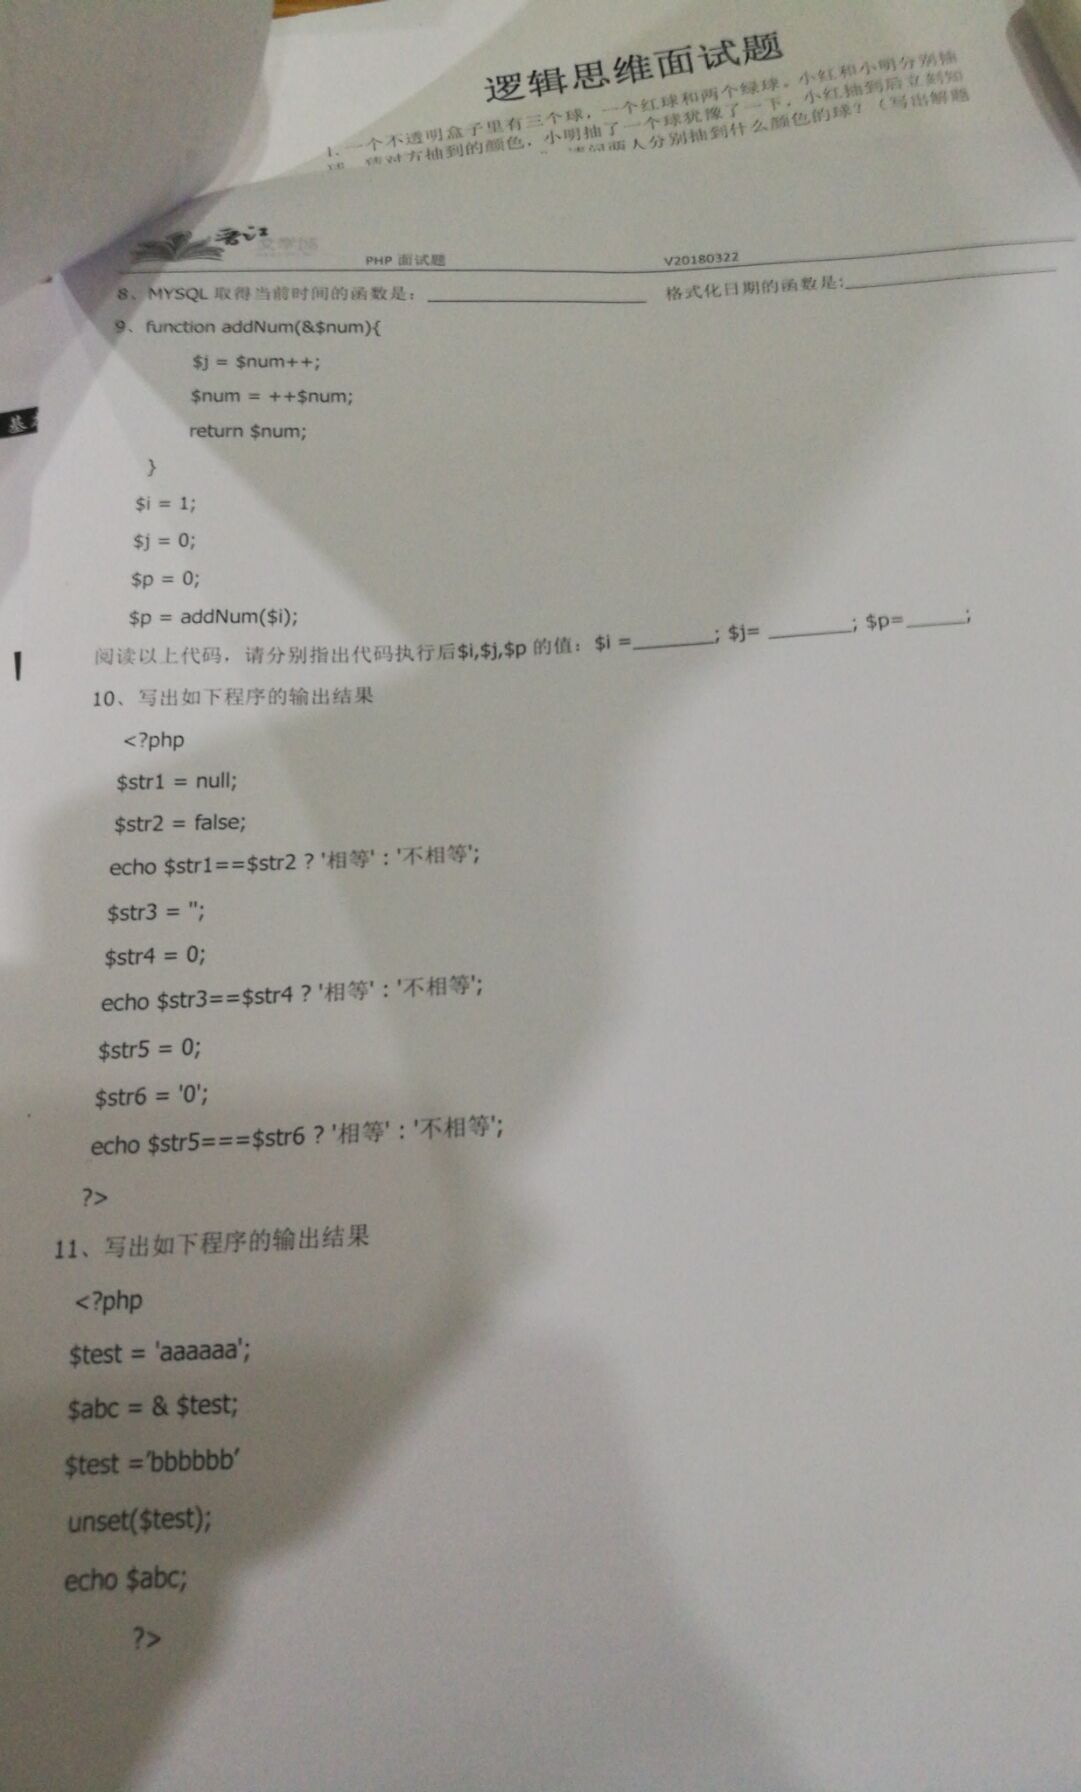 逻辑思维面试题
1. 一个不透明盒子里有三个球，一个红球和两个绿球。小红和小明分别抽
球，猜对方抽到的颜色，小明抽了一个球犹豫了一下，小红抽到后立刻知
请问两人分别抽到什么颜色的球？（写出解题
PHP 面试题
V20180322
8、MYSQL 取得当前时间的函数是：
格式化日期的函数是:
9、function addNum(&$num){
$j = $num++;
$num = ++$num;
return $num;
}
$i = 1;
$j = 0;
$p = 0;
$p = addNum($i);
阅读以上代码，请分别指出代码执行后$i,$j,$p 的值：$i =______; $j= ______; $p=_____;
10、写出如下程序的输出结果
<?php
$str1 = null;
$str2 = false;
echo $str1==$str2 ? '相等' : '不相等';
$str3 = '';
$str4 = 0;
echo $str3==$str4 ? '相等' : '不相等';
$str5 = 0;
$str6 = '0';
echo $str5===$str6 ? '相等' : '不相等';
?>
11、写出如下程序的输出结果
<?php
$test = 'aaaaaa';
$abc = & $test;
$test =’bbbbbb’
unset($test);
echo $abc;
?>